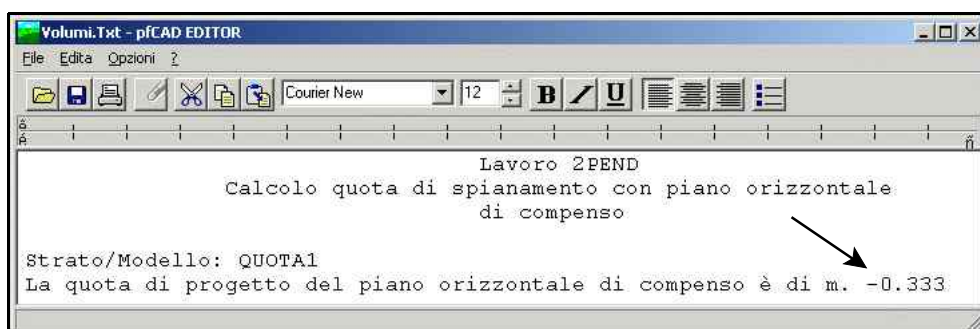 Volumi.Txt - pfCAD EDITOR
File Edita Opzioni ?
Courier New 12 B I U
Lavoro 2PEND
Calcolo quota di spianamento con piano orizzontale
di compenso
Strato/Modello: QUOTA1
La quota di progetto del piano orizzontale di compenso è di m. -0.333